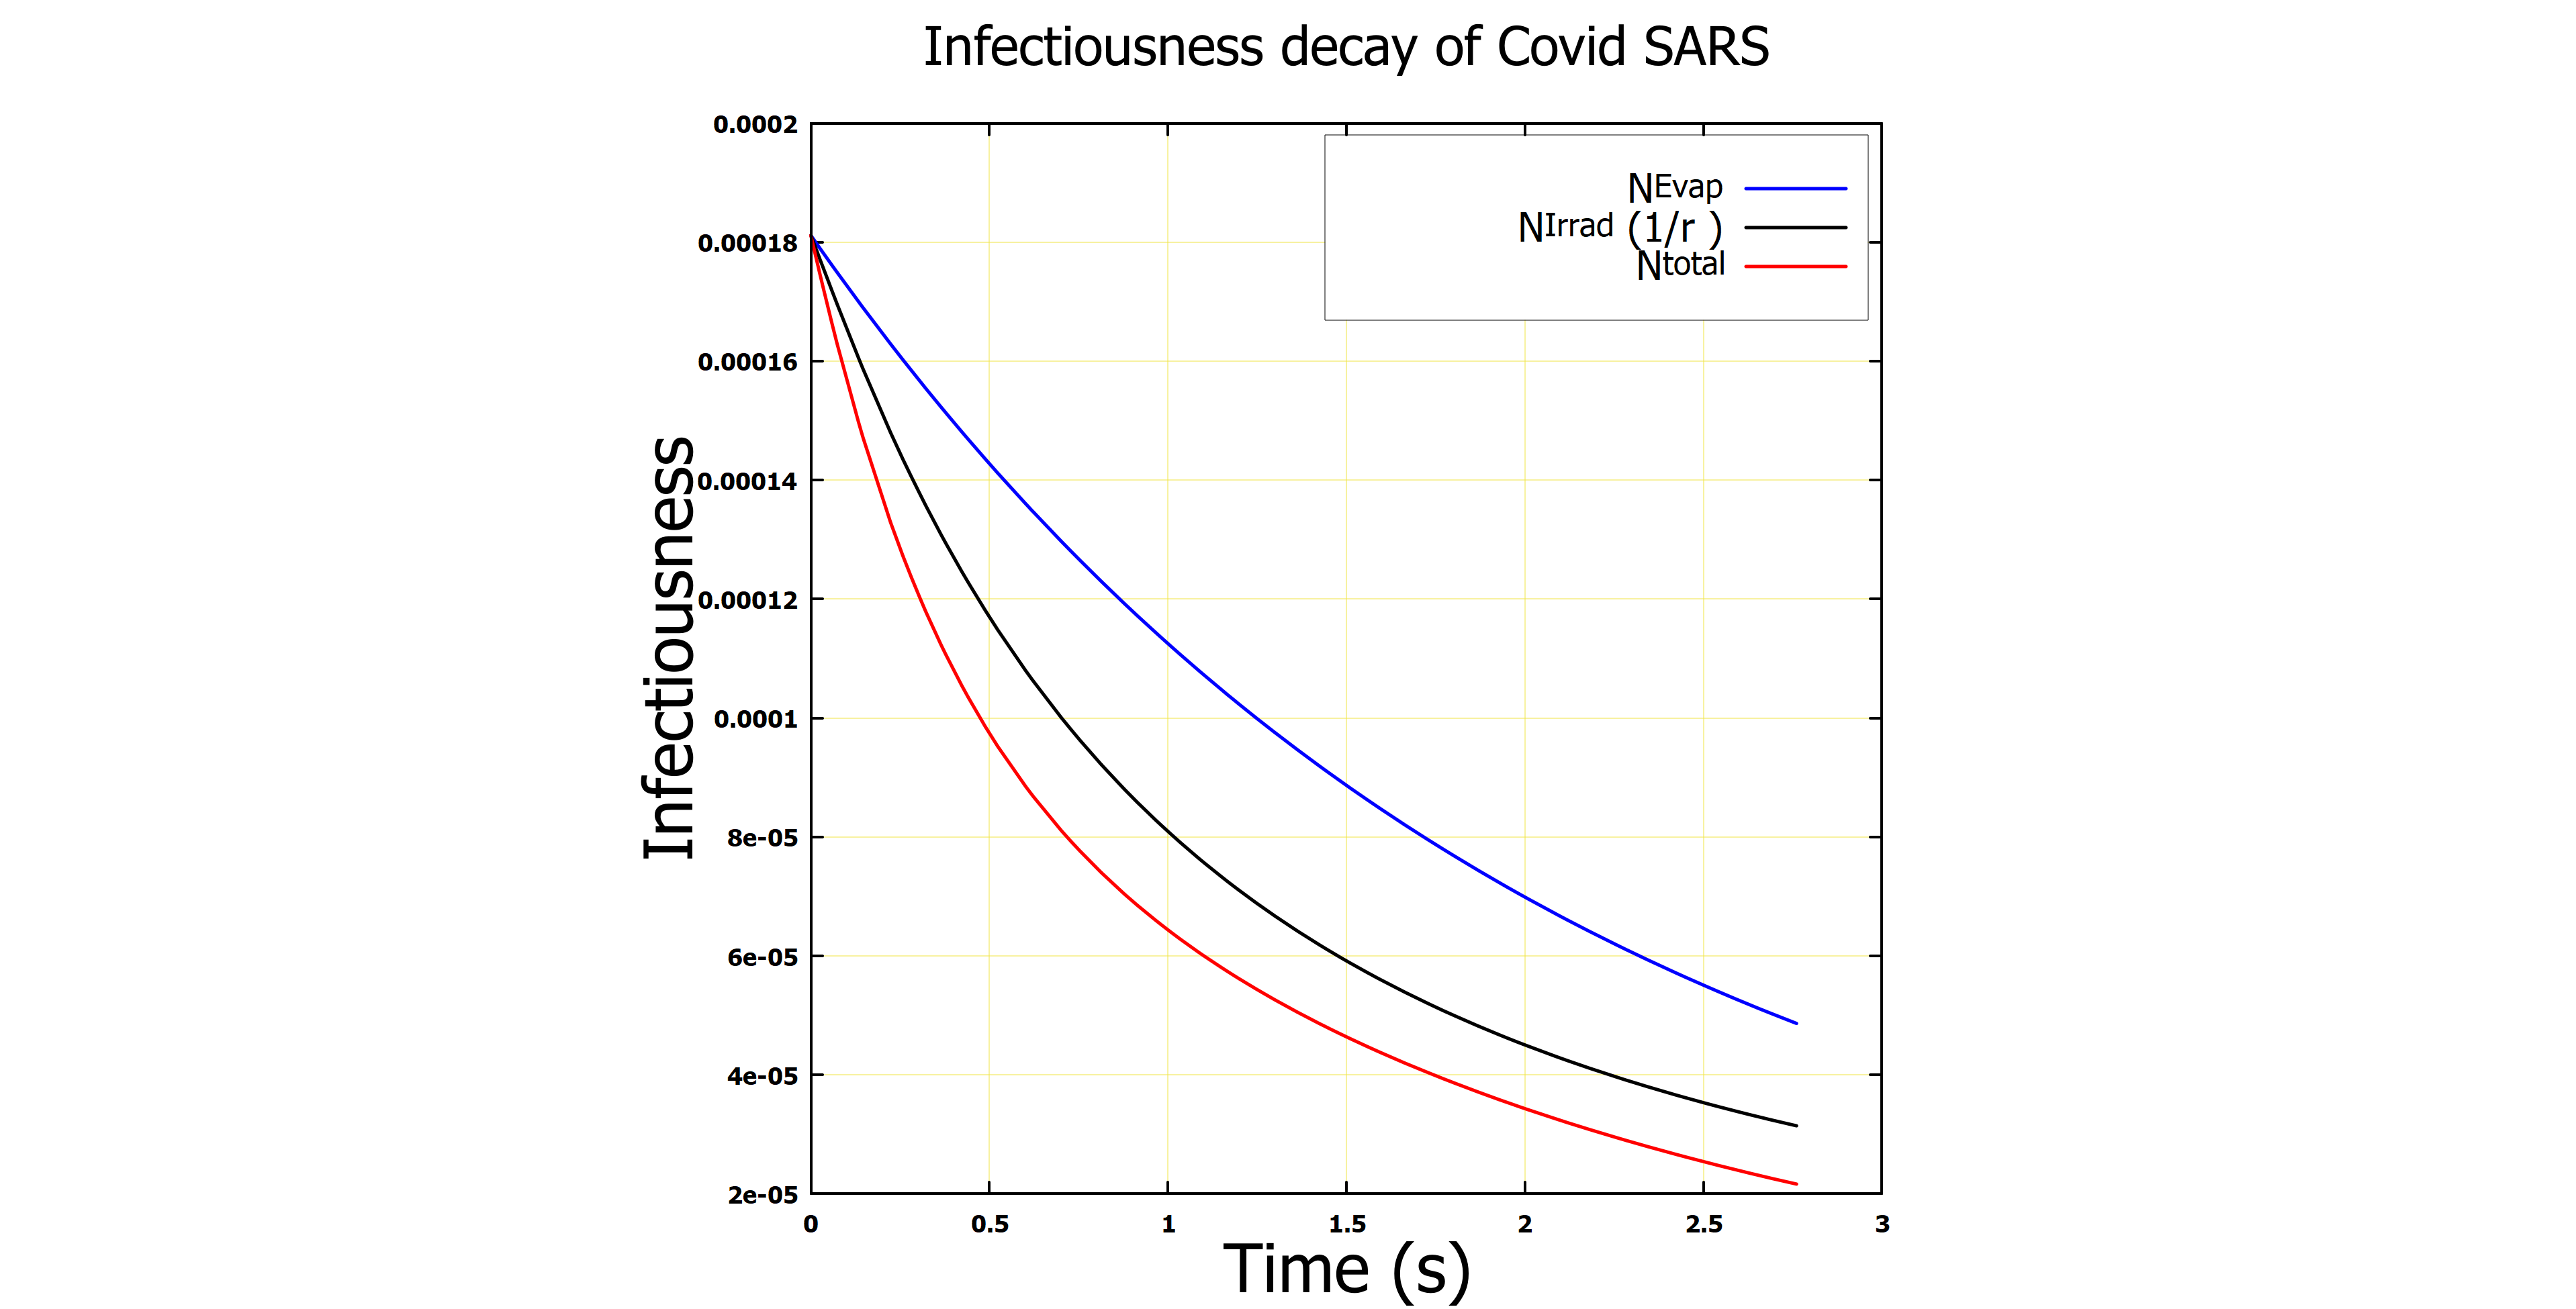 Infectiousness decay of Covid SARS
0.0002
0.00018
0.00016
0.00014
0.00012
0.0001
8e-05
6e-05
4e-05
2e-05
Infectiousness
NEvap
NIrrad (1/r )
Ntotal
0 0.5 1 1.5 2 2.5 3
Time (s)